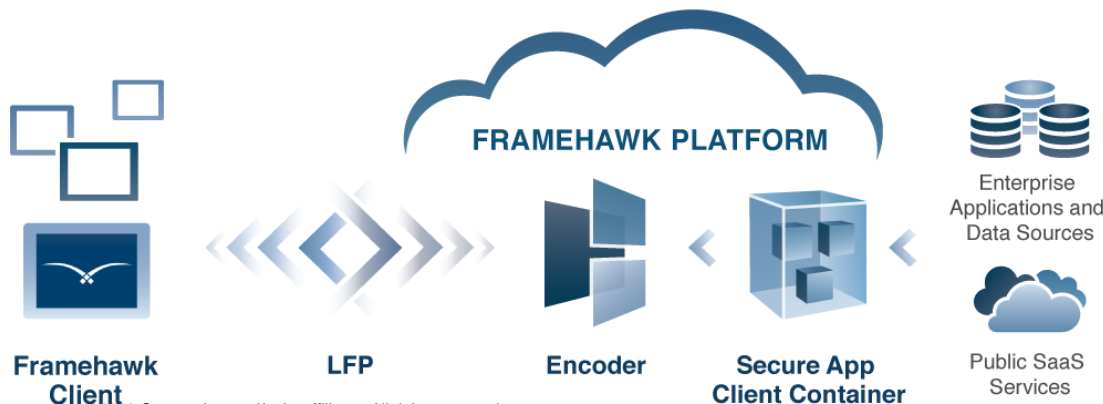 FRAMEHAWK PLATFORM
Enterprise
Applications and
Data Sources
Public SaaS
Services
Framehawk
Client
LFP
Encoder
Secure App
Client Container